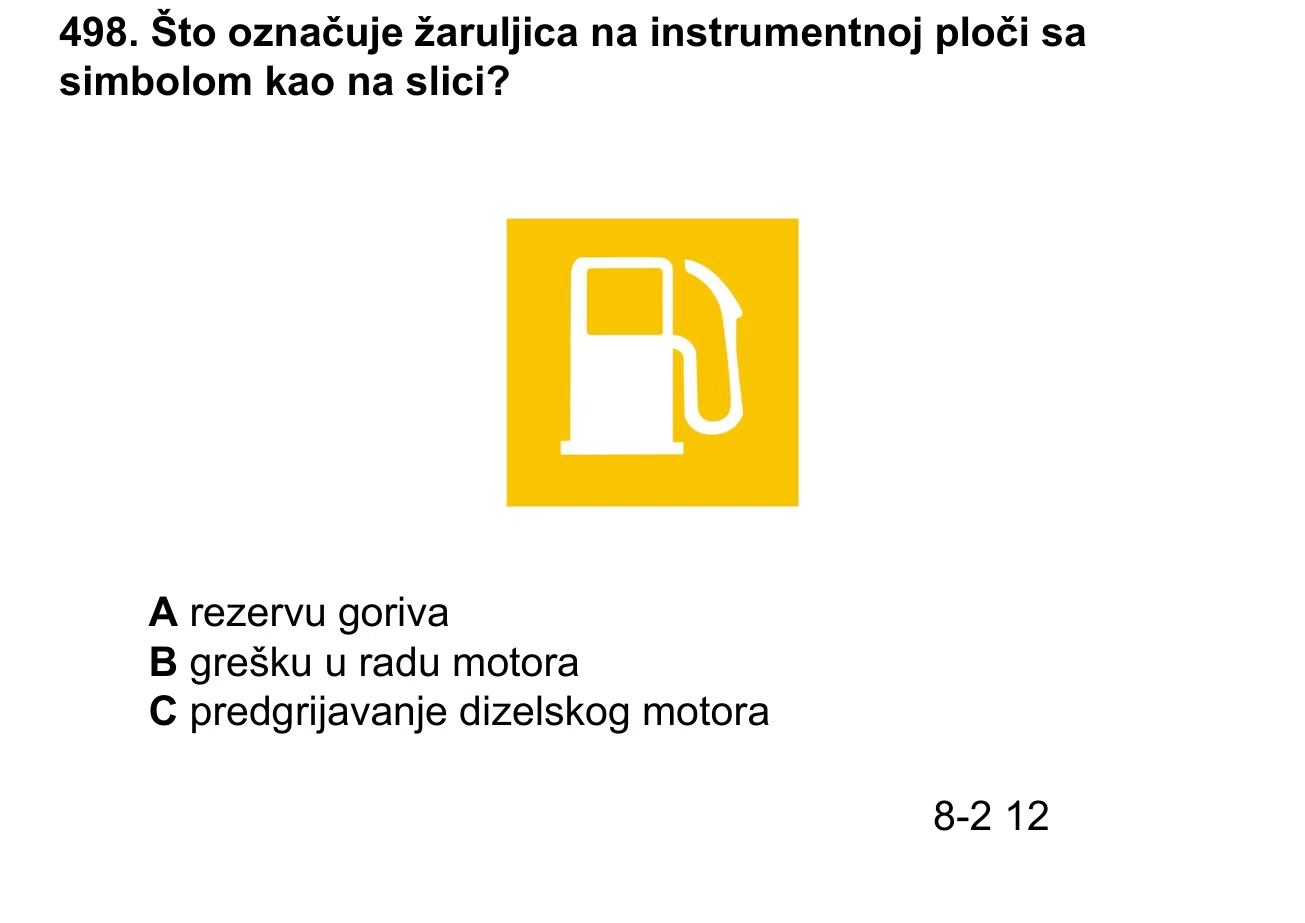 498. Što označuje žaruljica na instrumentnoj ploči sa
simbolom kao na slici?
A rezervu goriva
B grešku u radu motora
C predgrijavanje dizelskog motora
8-2 12